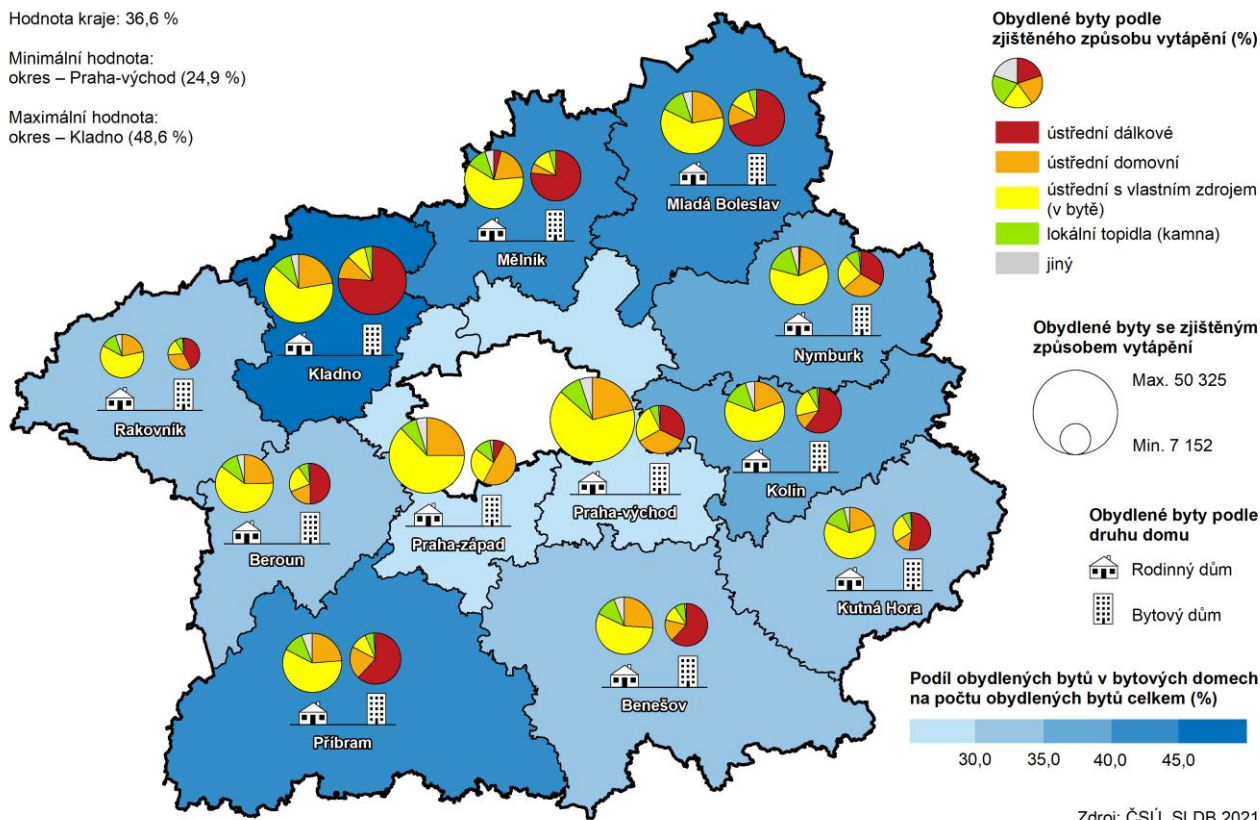 Hodnota kraje: 36,6 %
Minimální hodnota:
okres – Praha-východ (24,9 %)
Maximální hodnota:
okres – Kladno (48,6 %)
Obydlené byty podle
zjištěného způsobu vytápění (%)
ústřední dálkové
ústřední domovní
ústřední s vlastním zdrojem
(v bytě)
lokální topidla (kamna)
jiný
Obydlené byty se zjištěným
způsobem vytápění
Max. 50 325
Min. 7 152
Obydlené byty podle
druhu domu
Rodinný dům
Bytový dům
Podíl obydlených bytů v bytových domech
na počtu obydlených bytů celkem (%)
30,0 35,0 40,0 45,0
Mladá Boleslav
Mělník
Nymburk
Kladno
Rakovník
Kolín
Praha-východ
Praha-západ
Beroun
Kutná Hora
Benešov
Příbram
Zdroj: ČSÚ, SLDB 2021